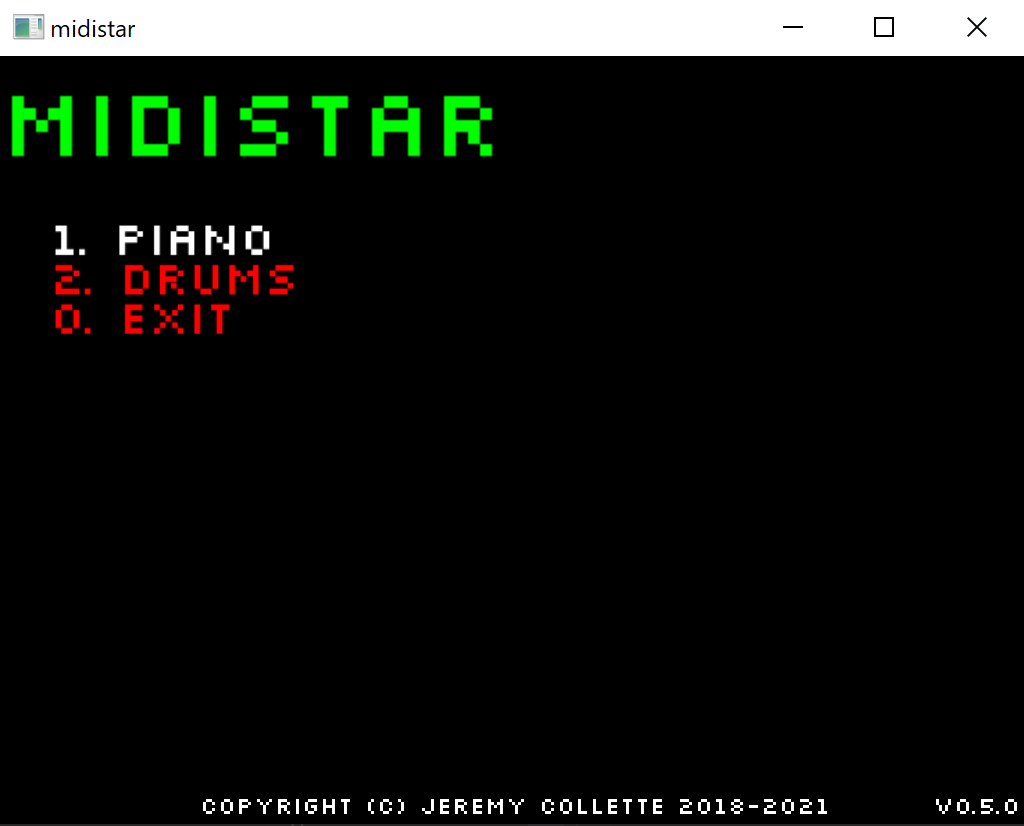 midistar
MIDISTAR
1. PIANO
2. DRUMS
0. EXIT
COPYRIGHT (C) JEREMY COLLETTE 2018-2021 V0.5.0